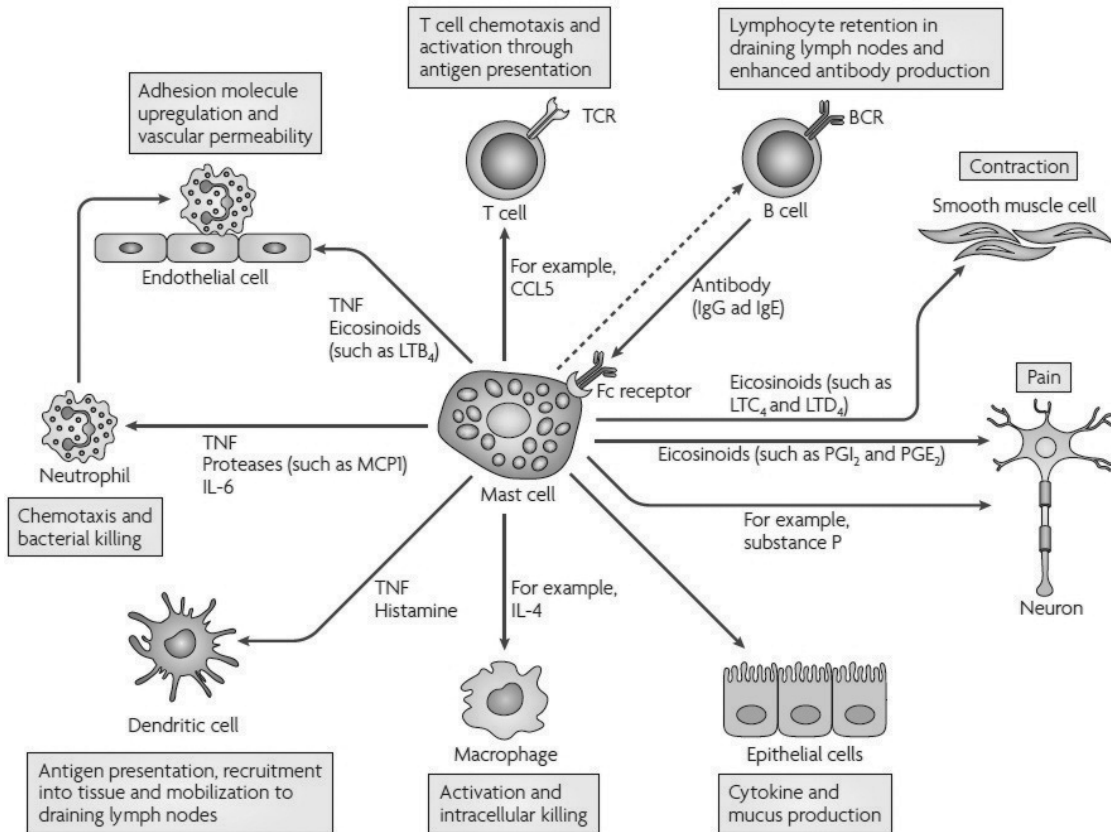 T cell chemotaxis and
activation through
antigen presentation
Lymphocyte retention in
draining lymph nodes and
enhanced antibody production
Adhesion molecule
upregulation and
vascular permeability
TCR
BCR
Contraction
T cell
B cell
Smooth muscle cell
Endothelial cell
For example,
CCL5
Antibody
(IgG ad IgE)
TNF
Eicosinoids
(such as LTB₄)
Fc receptor
Eicosinoids (such as
LTC₄ and LTD₄)
Pain
TNF
Proteases (such as MCP1)
IL-6
Eicosinoids (such as PGI₂ and PGE₂)
Neutrophil
Mast cell
Chemotaxis and
bacterial killing
For example,
substance P
TNF
Histamine
For example,
IL-4
Neuron
Dendritic cell
Macrophage
Epithelial cells
Antigen presentation, recruitment
into tissue and mobilization to
draining lymph nodes
Activation and
intracellular killing
Cytokine and
mucus production